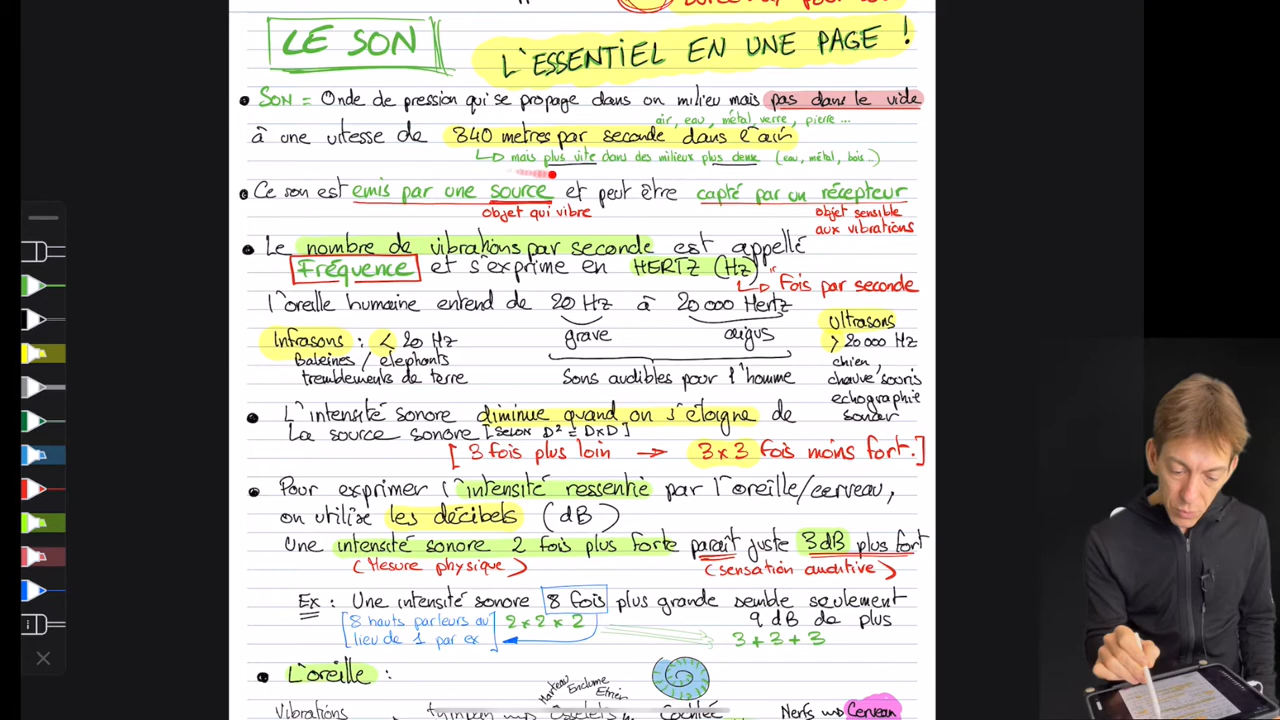 LE SON
L'ESSENTIEL EN UNE PAGE !
• SON = Onde de pression qui se propage dans on milieu mais pas dans le vide
air, eau, métal, verre, pierre ...
à une vitesse de 340 metres par seconde dans l'air
mais plus vite dans des milieux plus dense (eau, métal, bois...)
• Ce son est emis par une source et peut être capté par un récepteur
objet qui vibre objet sensible
aux vibrations
• Le nombre de vibrations par seconde est appellé
Fréquence et s'exprime en HERTZ (Hz)
Fois par seconde
l'oreille humaine entend de 20 Hz à 20 000 Hertz
grave aigus
Sons audibles pour l'homme
Infrasons : < 20 Hz
Baleines / elephants
tremblements de terre
Ultrasons
> 20 000 Hz
chien,
chauve souris
echographie
sonar
• L'intensité sonore diminue quand on s'éloigne de
La source sonore [selon D² = D×D]
[ 3 fois plus loin → 3 x 3 fois moins fort.]
• Pour exprimer l'intensité ressentie par l'oreille/cerveau,
on utilise les décibels (dB)
Une intensité sonore 2 fois plus forte parait juste 3 dB plus fort
(Mesure physique) (sensation auditive)
Ex : Une intensité sonore 8 fois plus grande semble seulement
9 dB de plus
[8 hauts parleurs au
lieu de 1 par ex] 2 x 2 x 2
3 + 3 + 3
• L'oreille :
Marteau Enclume Etrier
Vibrations tympan Osselets Cochlée Nerfs Cerveau